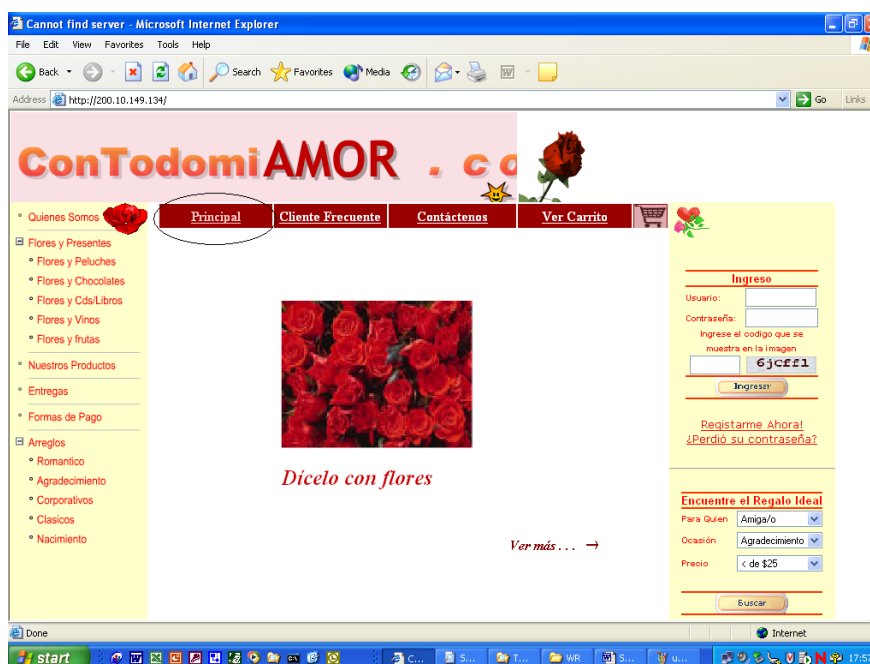 Cannot find server - Microsoft Internet Explorer
File Edit View Favorites Tools Help
Back Search Favorites Media
Address http://200.10.149.134/ Go Links
ConTodomiAMOR . co
Principal Cliente Frecuente Contáctenos Ver Carrito
Quienes Somos
Flores y Presentes
Flores y Peluches
Flores y Chocolates
Flores y Cds/Libros
Flores y Vinos
Flores y frutas
Nuestros Productos
Entregas
Formas de Pago
Arreglos
Romantico
Agradecimiento
Corporativos
Clasicos
Nacimiento
Dícelo con flores
Ver más . . . →
Ingreso
Usuario:
Contraseña:
Ingrese el codigo que se
muestra en la imagen
6jcff1
Ingresar
Registarme Ahora!
¿Perdió su contraseña?
Encuentre el Regalo Ideal
Para Quien Amiga/o
Ocasión Agradecimiento
Precio < de $25
Buscar
Done Internet
start C... S... T... WR S... u...